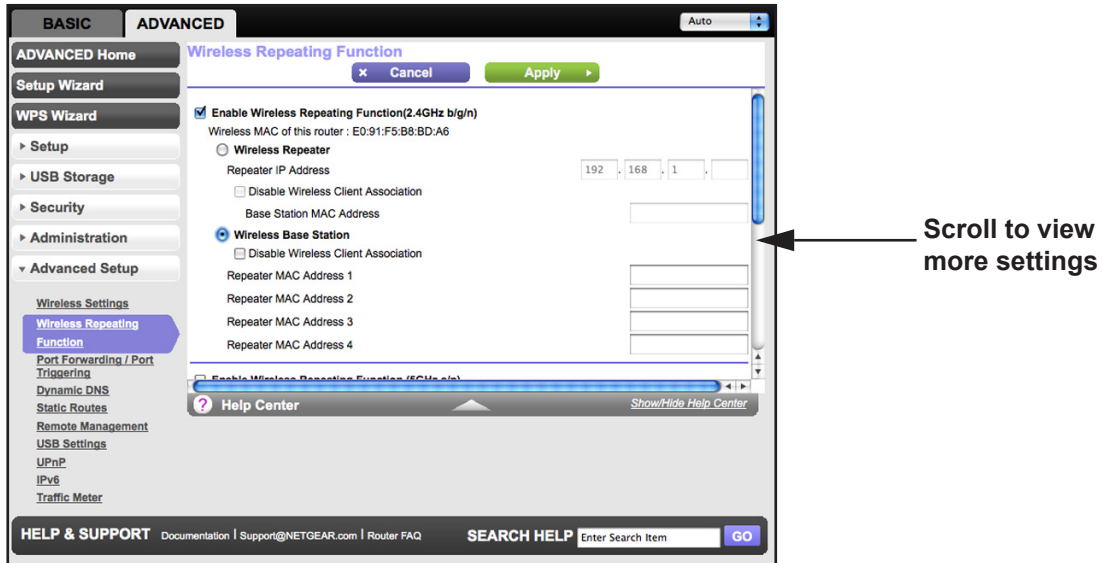 BASIC ADVANCED Auto
ADVANCED Home
Setup Wizard
WPS Wizard
Setup
USB Storage
Security
Administration
Advanced Setup
Wireless Settings
Wireless Repeating
Function
Port Forwarding / Port
Triggering
Dynamic DNS
Static Routes
Remote Management
USB Settings
UPnP
IPv6
Traffic Meter
Wireless Repeating Function
× Cancel Apply
Enable Wireless Repeating Function(2.4GHz b/g/n)
Wireless MAC of this router : E0:91:F5:B8:BD:A6
Wireless Repeater
Repeater IP Address 192 . 168 . 1 .
Disable Wireless Client Association
Base Station MAC Address
Wireless Base Station
Disable Wireless Client Association
Repeater MAC Address 1
Repeater MAC Address 2
Repeater MAC Address 3
Repeater MAC Address 4
Enable Wireless Repeating Function (5GHz a/n)
? Help Center Show/Hide Help Center
Scroll to view
more settings
HELP & SUPPORT Documentation | Support@NETGEAR.com | Router FAQ SEARCH HELP Enter Search Item GO